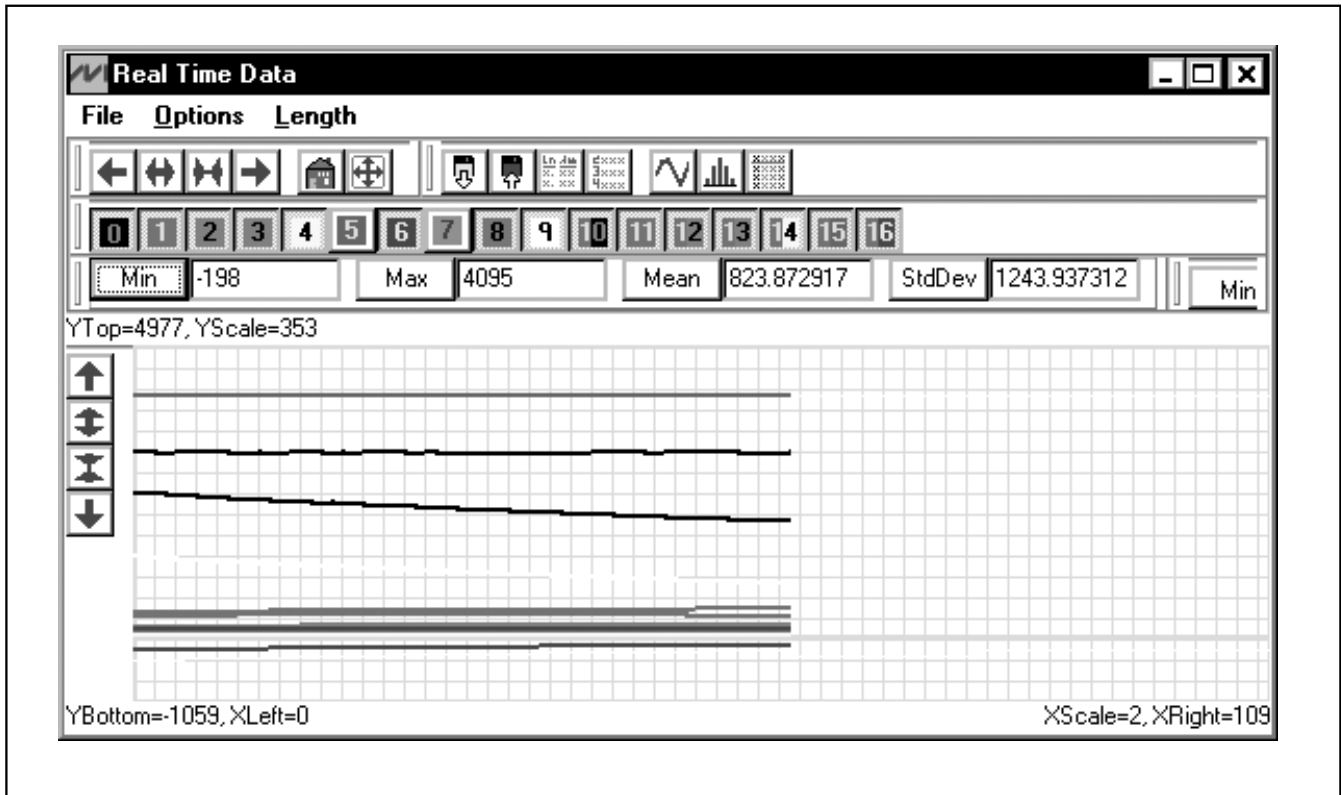 Real Time Data
File Options Length
0 1 2 3 4 5 6 7 8 9 10 11 12 13 14 15 16
Min -198 Max 4095 Mean 823.872917 StdDev 1243.937312 Min
YTop=4977, YScale=353
YBottom=-1059, XLeft=0 XScale=2, XRight=109